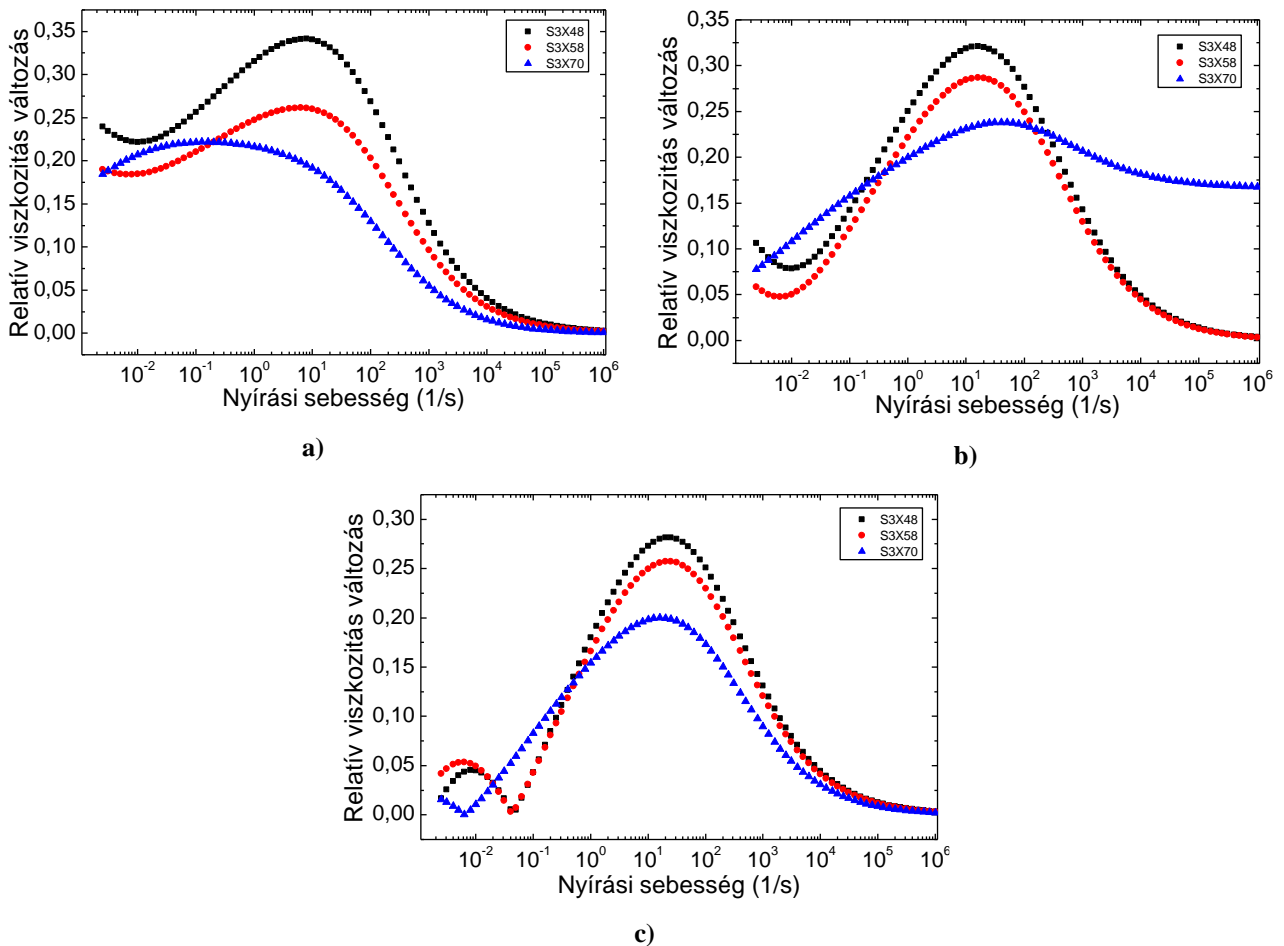 Relatív viszkozitás változás
0,35
0,30
0,25
0,20
0,15
0,10
0,05
0,00
S3X48
S3X58
S3X70
10⁻² 10⁻¹ 10⁰ 10¹ 10² 10³ 10⁴ 10⁵ 10⁶
Nyírási sebesség (1/s)
a)
Relatív viszkozitás változás
0,35
0,30
0,25
0,20
0,15
0,10
0,05
0,00
S3X48
S3X58
S3X70
10⁻² 10⁻¹ 10⁰ 10¹ 10² 10³ 10⁴ 10⁵ 10⁶
Nyírási sebesség (1/s)
b)
Relatív viszkozitás változás
0,30
0,25
0,20
0,15
0,10
0,05
0,00
S3X48
S3X58
S3X70
10⁻² 10⁻¹ 10⁰ 10¹ 10² 10³ 10⁴ 10⁵ 10⁶
Nyírási sebesség (1/s)
c)